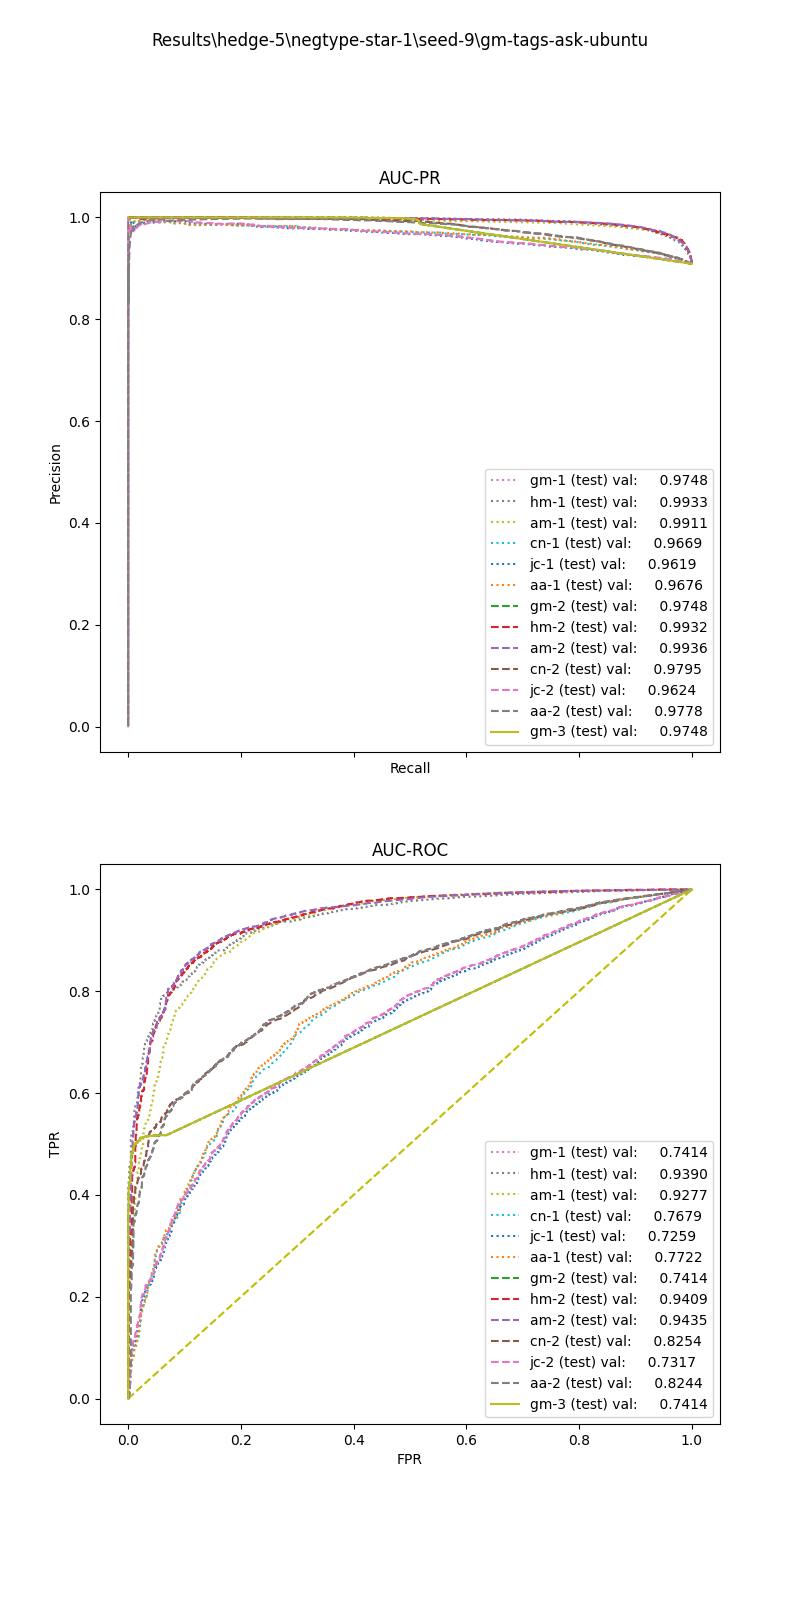 Results\hedge-5\negtype-star-1\seed-9\gm-tags-ask-ubuntu
AUC-PR
1.0
0.8
0.6
0.4
0.2
0.0
Precision
Recall
gm-1 (test) val: 0.9748
hm-1 (test) val: 0.9933
am-1 (test) val: 0.9911
cn-1 (test) val: 0.9669
jc-1 (test) val: 0.9619
aa-1 (test) val: 0.9676
gm-2 (test) val: 0.9748
hm-2 (test) val: 0.9932
am-2 (test) val: 0.9936
cn-2 (test) val: 0.9795
jc-2 (test) val: 0.9624
aa-2 (test) val: 0.9778
gm-3 (test) val: 0.9748
AUC-ROC
1.0
0.8
0.6
0.4
0.2
0.0
TPR
gm-1 (test) val: 0.7414
hm-1 (test) val: 0.9390
am-1 (test) val: 0.9277
cn-1 (test) val: 0.7679
jc-1 (test) val: 0.7259
aa-1 (test) val: 0.7722
gm-2 (test) val: 0.7414
hm-2 (test) val: 0.9409
am-2 (test) val: 0.9435
cn-2 (test) val: 0.8254
jc-2 (test) val: 0.7317
aa-2 (test) val: 0.8244
gm-3 (test) val: 0.7414
0.0 0.2 0.4 0.6 0.8 1.0
FPR